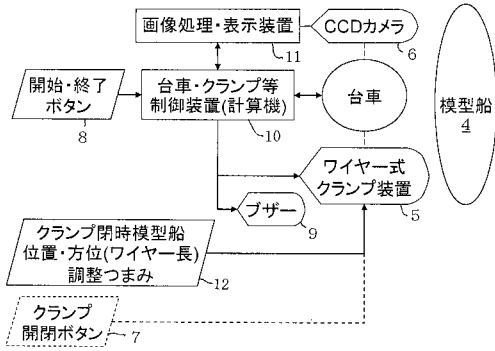 画像処理・表示装置
11
CCDカメラ
6
開始・終了
ボタン
8
台車・クランプ等
制御装置(計算機)
10
台車
模型船
4
ワイヤー式
クランプ装置
5
ブザー
9
クランプ閉時模型船
位置・方位(ワイヤー長)
調整つまみ
12
クランプ
開閉ボタン
7